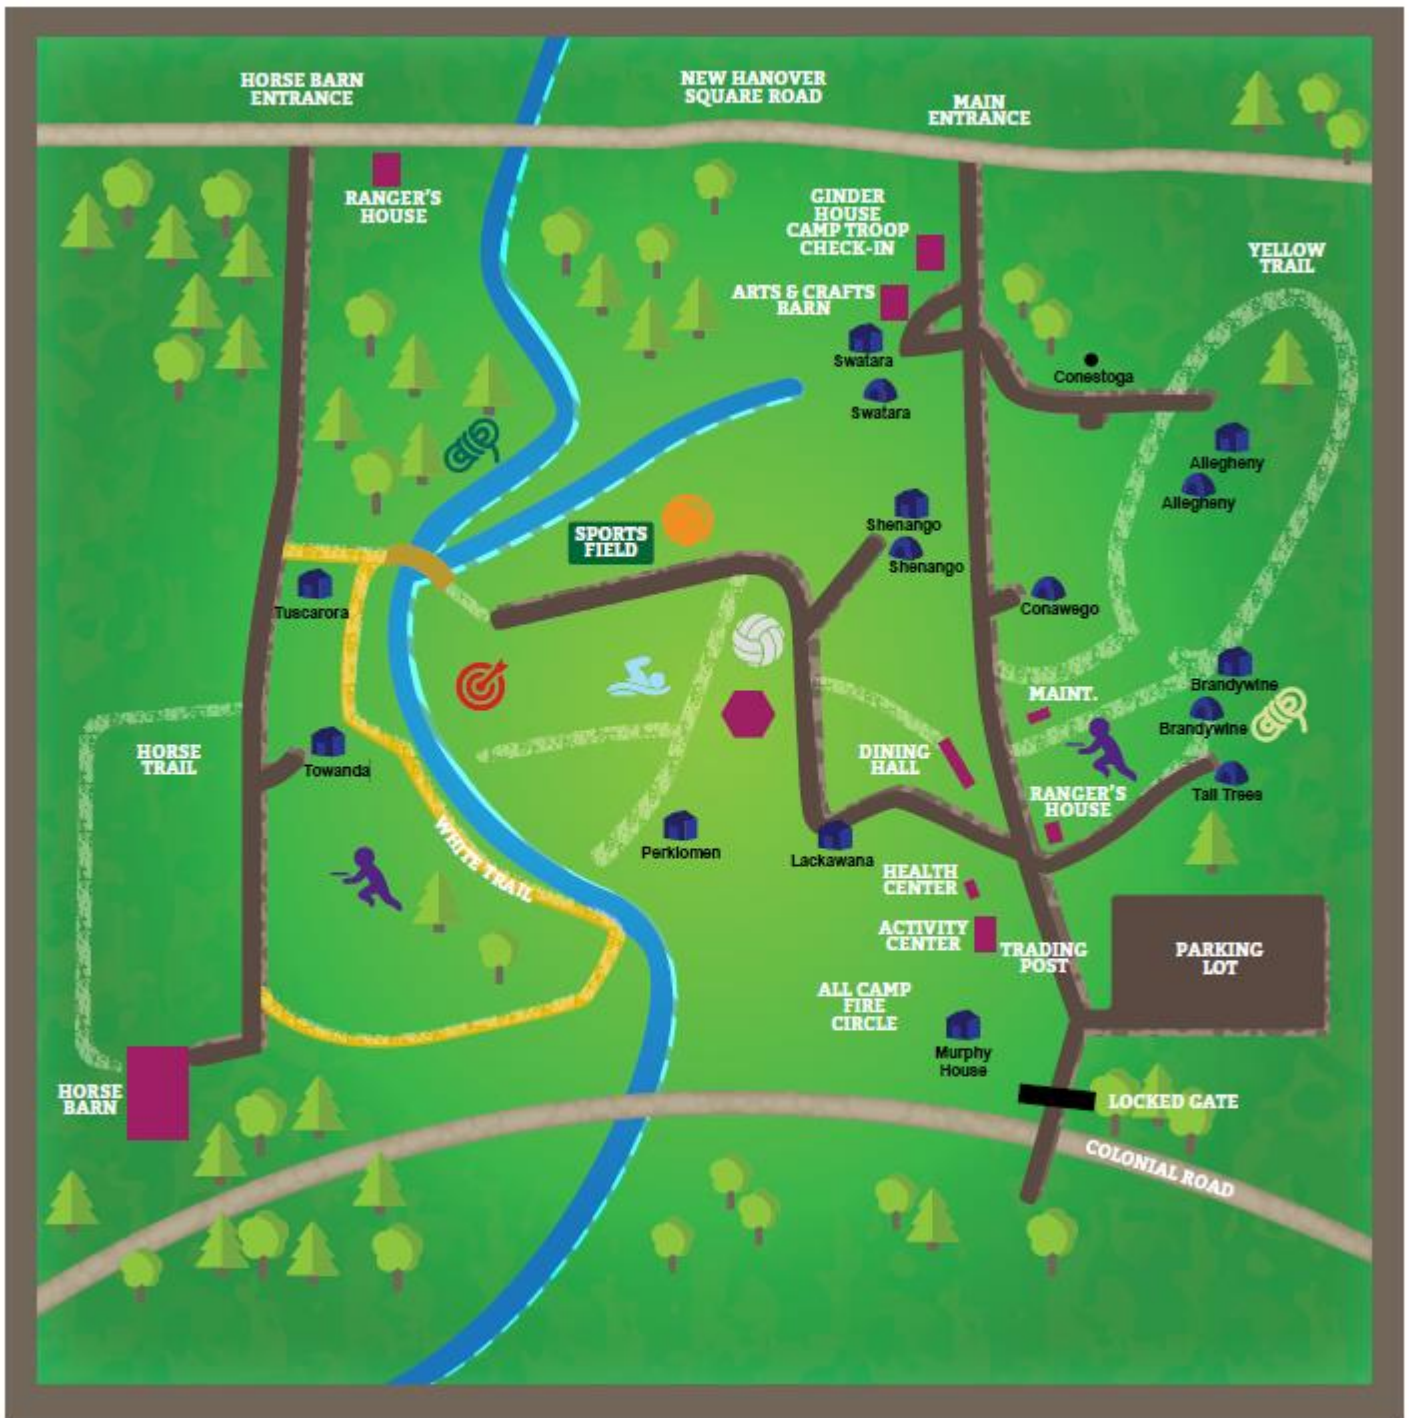 HORSE BARN
ENTRANCE
NEW HANOVER
SQUARE ROAD
MAIN
ENTRANCE
RANGER'S
HOUSE
GINDER
HOUSE
CAMP TROOP
CHECK-IN
YELLOW
TRAIL
ARTS & CRAFTS
BARN
Swatara
Conestoga
Swatara
Allegheny
Allegheny
Shenango
SPORTS
FIELD
Shenango
Tuscarora
Conawego
Brandywine
MAINT.
Brandywine
HORSE
TRAIL
Towanda
DINING
HALL
RANGER'S
HOUSE
Tall Trees
WHITE TRAIL
Perkiomen
Lackawana
HEALTH
CENTER
ACTIVITY
CENTER
TRADING
POST
PARKING
LOT
ALL CAMP
FIRE
CIRCLE
Murphy
House
HORSE
BARN
LOCKED GATE
COLONIAL ROAD